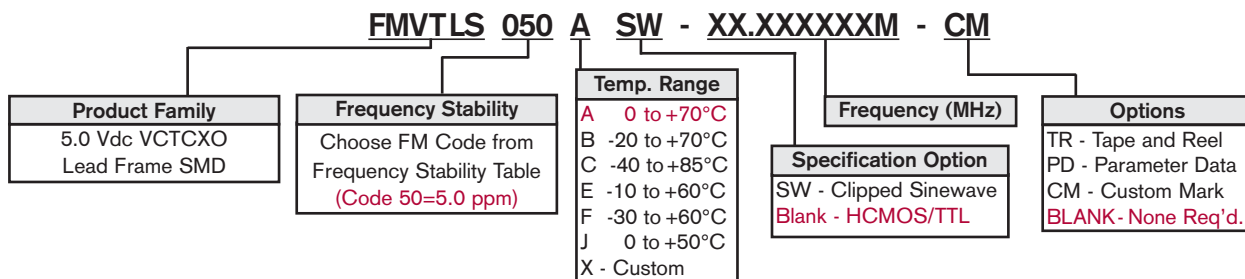 FMVTLS 050 A SW - XX.XXXXXXM - CM
Product Family
5.0 Vdc VCTCXO
Lead Frame SMD
Frequency Stability
Choose FM Code from
Frequency Stability Table
(Code 50=5.0 ppm)
Temp. Range
A 0 to +70°C
B -20 to +70°C
C -40 to +85°C
E -10 to +60°C
F -30 to +60°C
J 0 to +50°C
X - Custom
Specification Option
SW - Clipped Sinewave
Blank - HCMOS/TTL
Frequency (MHz)
Options
TR - Tape and Reel
PD - Parameter Data
CM - Custom Mark
BLANK - None Req'd.